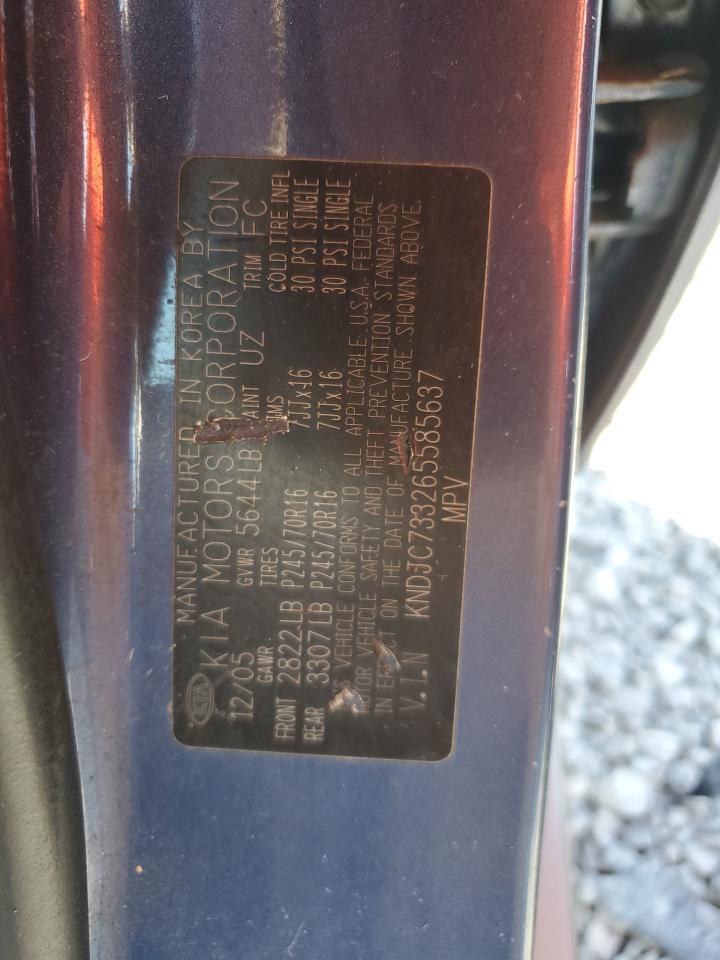 MANUFACTURED IN KOREA BY
KIA KIA MOTORS CORPORATION
12/05 GVWR 5644LB PAINT UZ TRIM FC
GAWR TIRES RIMS COLD TIRE INFL
FRONT 2822LB P245/70R16 7JJx16 30 PSI SINGLE
REAR 3307LB P245/70R16 7JJx16 30 PSI SINGLE
THIS VEHICLE CONFORMS TO ALL APPLICABLE U.S.A. FEDERAL
MOTOR VEHICLE SAFETY AND THEFT PREVENTION STANDARDS
IN EFFECT ON THE DATE OF MANUFACTURE SHOWN ABOVE.
V.I.N KNDJC733265585637
MPV